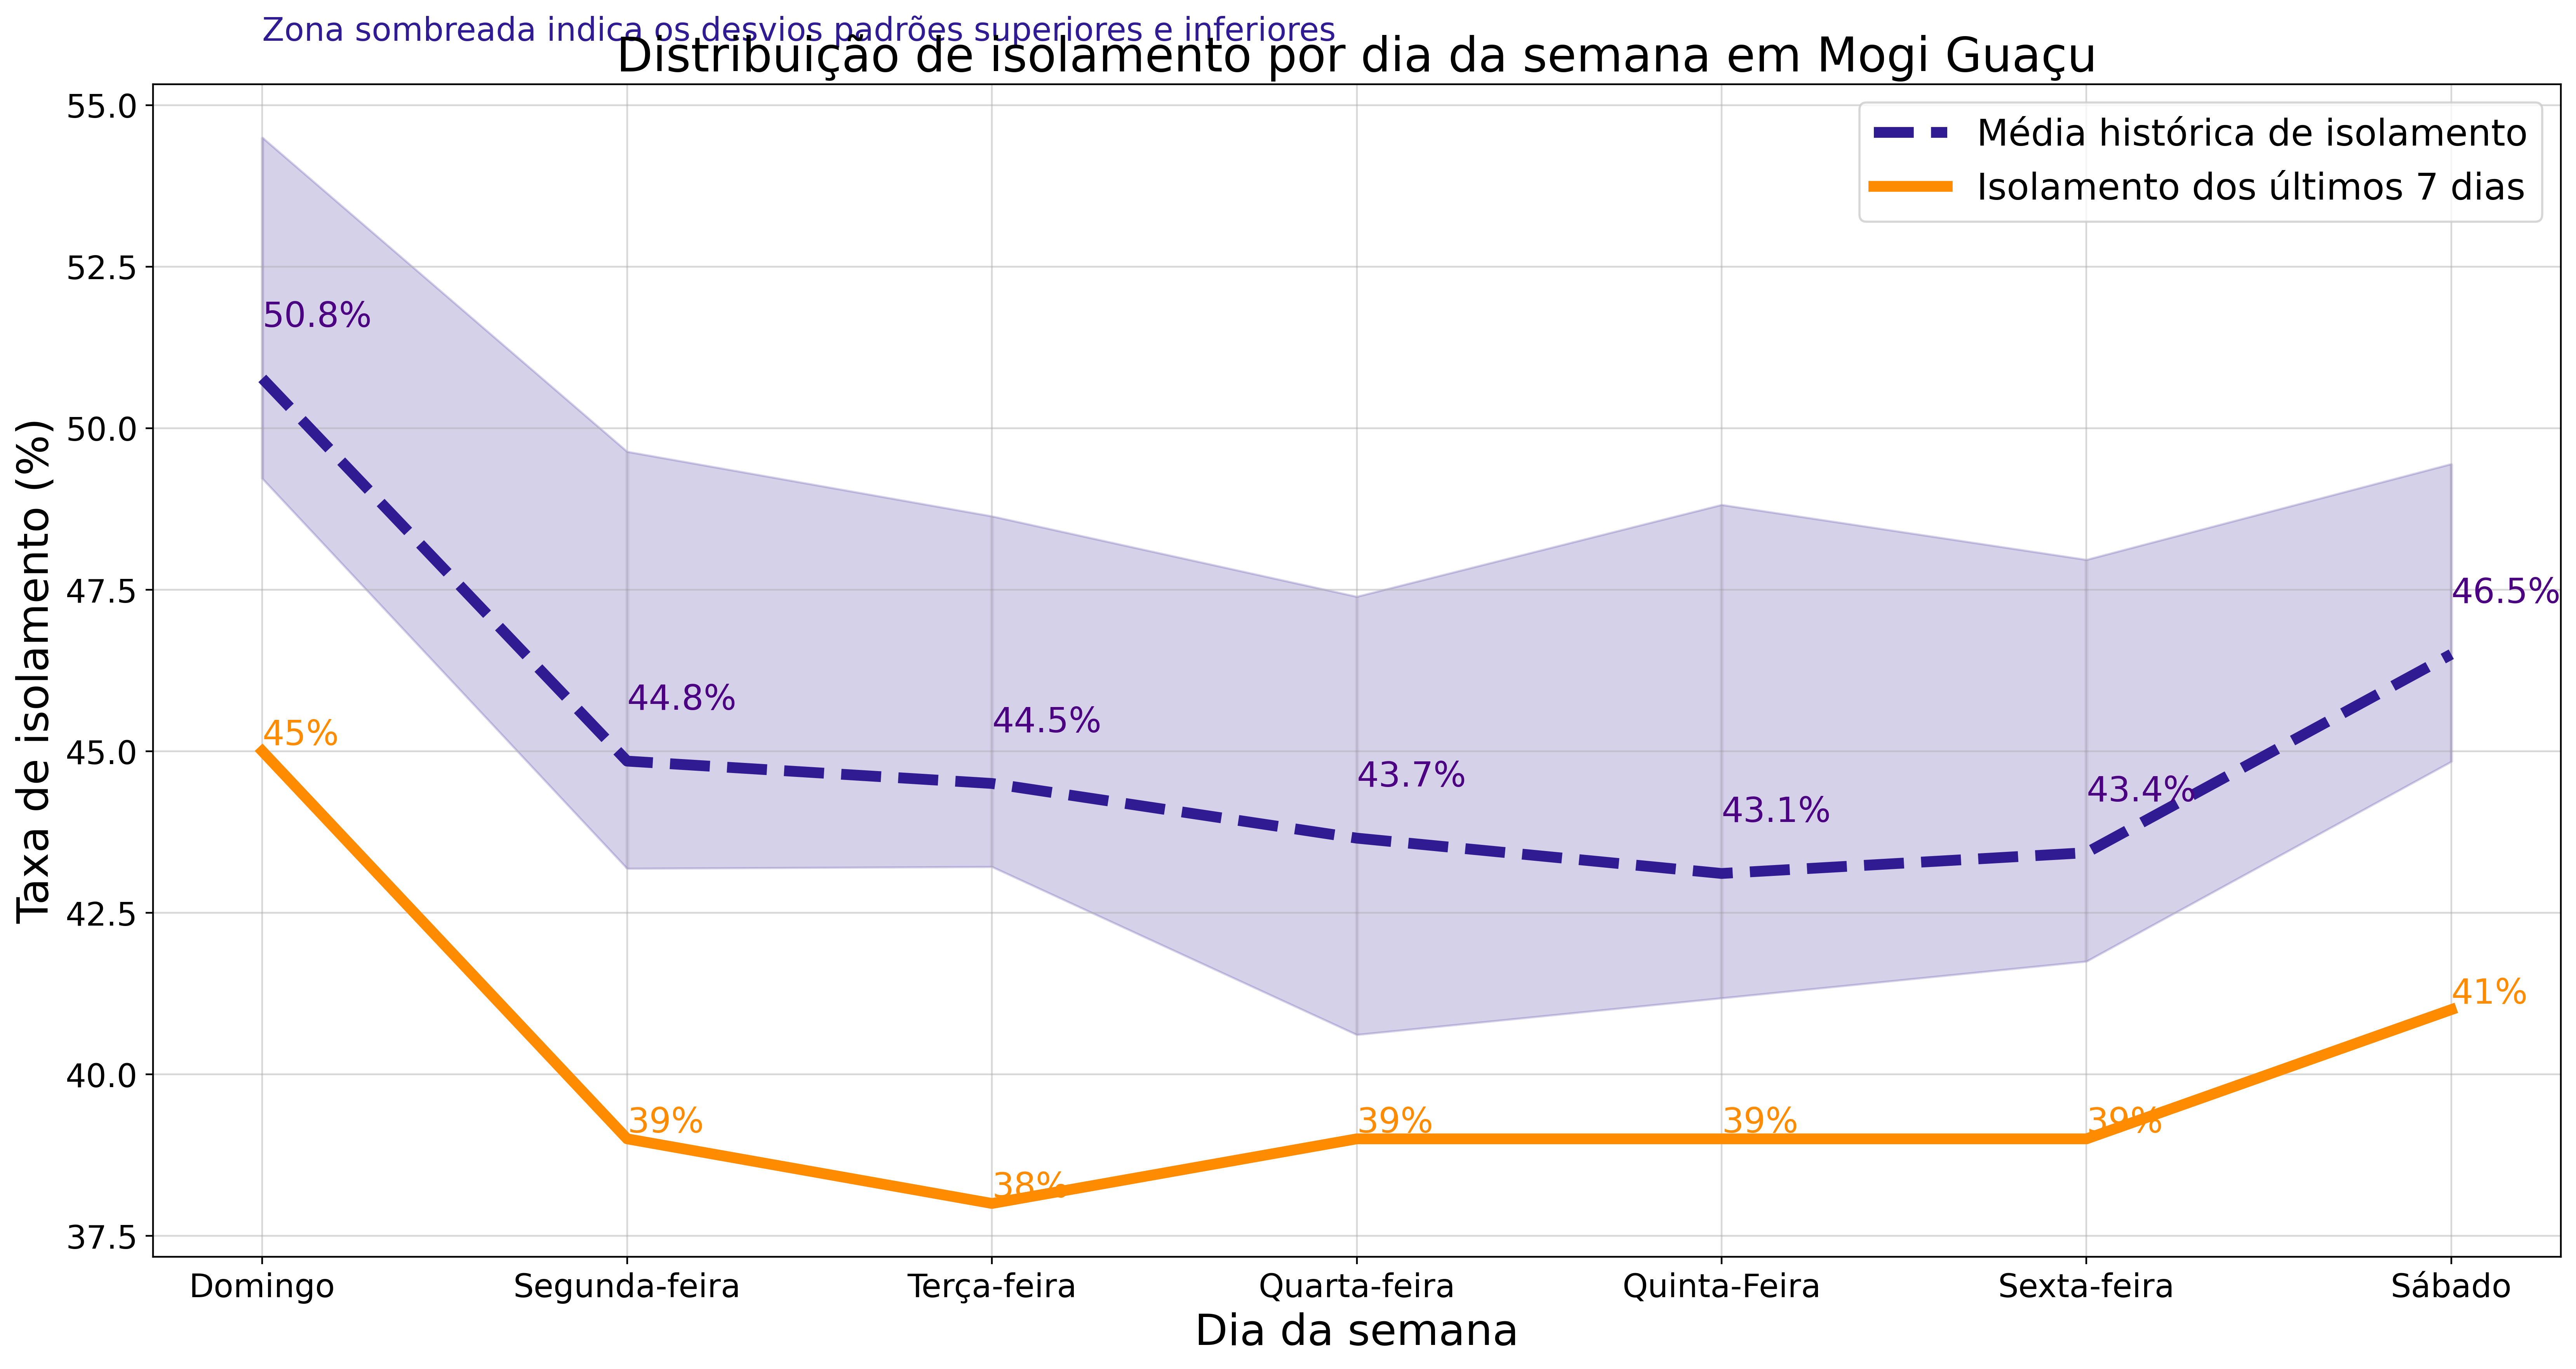 Zona sombreada indica os desvios padrões superiores e inferiores
Distribuição de isolamento por dia da semana em Mogi Guaçu
Média histórica de isolamento
Isolamento dos últimos 7 dias
Taxa de isolamento (%)
55.0
52.5
50.0
47.5
45.0
42.5
40.0
37.5
50.8%
44.8%
44.5%
43.7%
43.1%
43.4%
46.5%
45%
39%
38%
39%
39%
39%
41%
Domingo
Segunda-feira
Terça-feira
Quarta-feira
Quinta-Feira
Sexta-feira
Sábado
Dia da semana